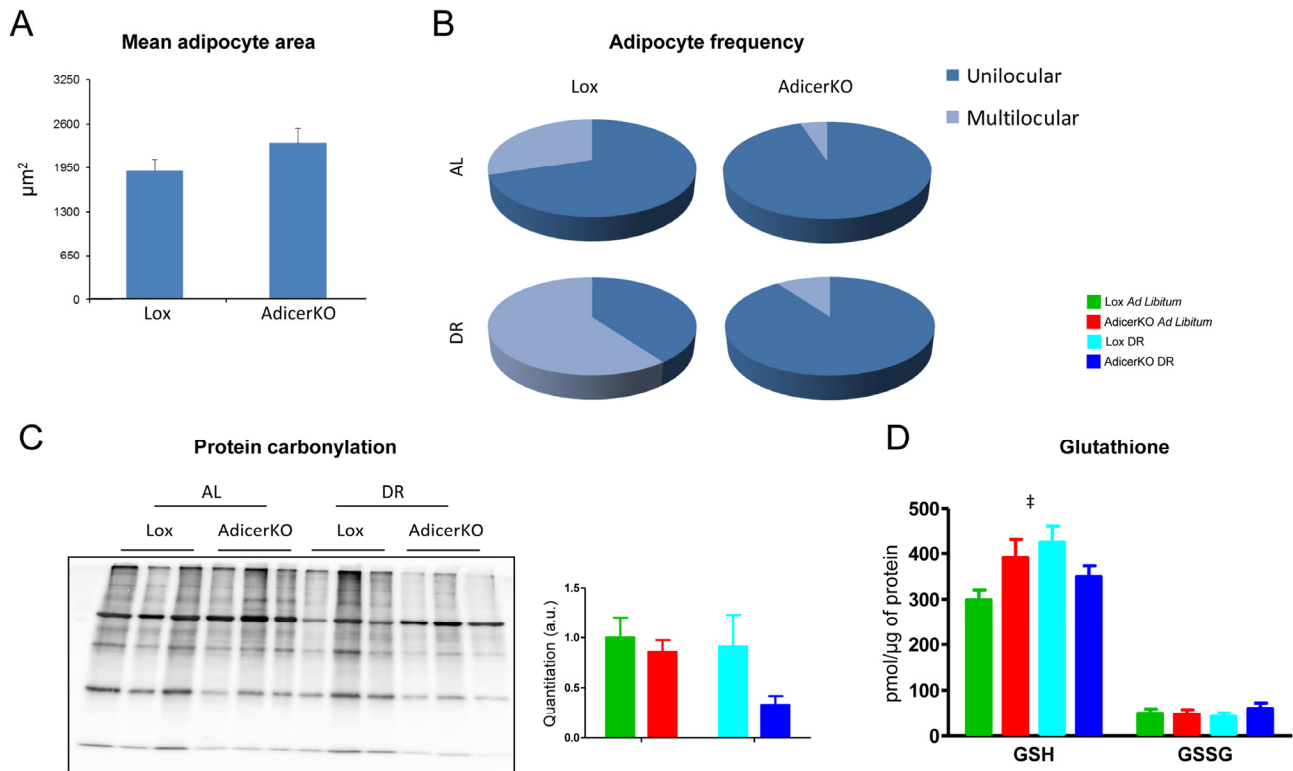 A
Mean adipocyte area
3250
2600
1950
1300
650
0
µm²
Lox
AdicerKO
B
Adipocyte frequency
Lox
AdicerKO
AL
DR
Unilocular
Multilocular
Lox Ad Libitum
AdicerKO Ad Libitum
Lox DR
AdicerKO DR
C
Protein carbonylation
AL
DR
Lox
AdicerKO
Lox
AdicerKO
Quantitation (a.u.)
1.5
1.0
0.5
0.0
D
Glutathione
pmol/µg of protein
500
400
300
200
100
0
‡
GSH
GSSG